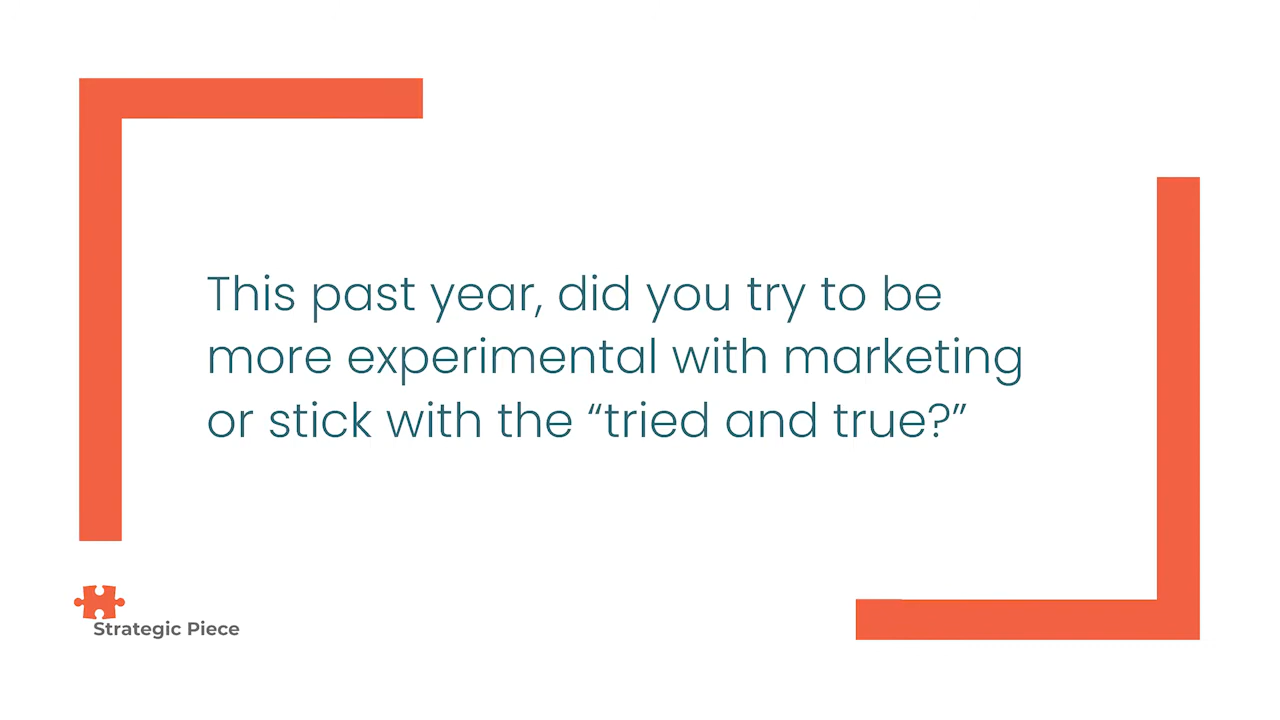 This past year, did you try to be
more experimental with marketing
or stick with the “tried and true?”
Strategic Piece